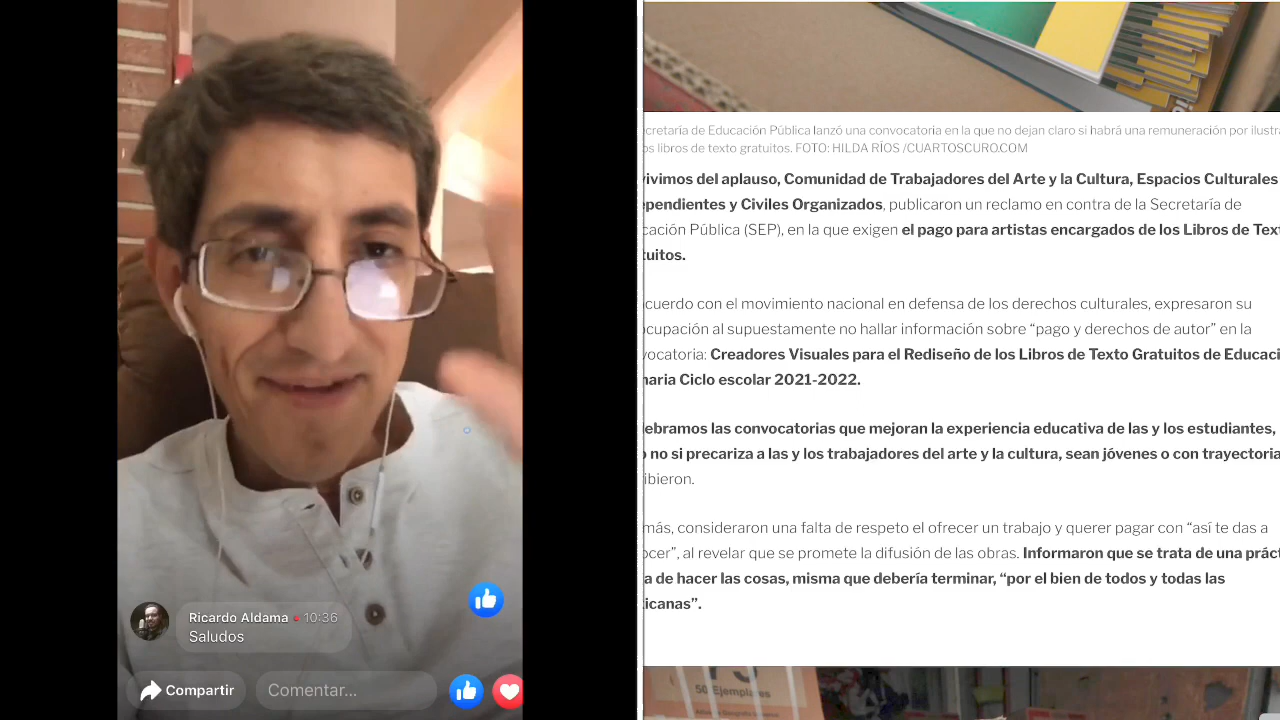 Ricardo Aldama • 10:36
Saludos
Compartir
Comentar...
cretaría de Educación Pública lanzó una convocatoria en la que no dejan claro si habrá una remuneración por ilustra
os libros de texto gratuitos. FOTO: HILDA RÍOS /CUARTOSCURO.COM
vivimos del aplauso, Comunidad de Trabajadores del Arte y la Cultura, Espacios Culturales
ependientes y Civiles Organizados, publicaron un reclamo en contra de la Secretaría de
cación Pública (SEP), en la que exigen el pago para artistas encargados de los Libros de Text
tuitos.
cuerdo con el movimiento nacional en defensa de los derechos culturales, expresaron su
ocupación al supuestamente no hallar información sobre “pago y derechos de autor” en la
vocatoria: Creadores Visuales para el Rediseño de los Libros de Texto Gratuitos de Educaci
naria Ciclo escolar 2021-2022.
lebramos las convocatorias que mejoran la experiencia educativa de las y los estudiantes,
o no si precariza a las y los trabajadores del arte y la cultura, sean jóvenes o con trayectoria
ibieron.
más, consideraron una falta de respeto el ofrecer un trabajo y querer pagar con “así te das a
ocer”, al revelar que se promete la difusión de las obras. Informaron que se trata de una práct
a de hacer las cosas, misma que debería terminar, “por el bien de todos y todas las
icanas”.
50 Ejemplares